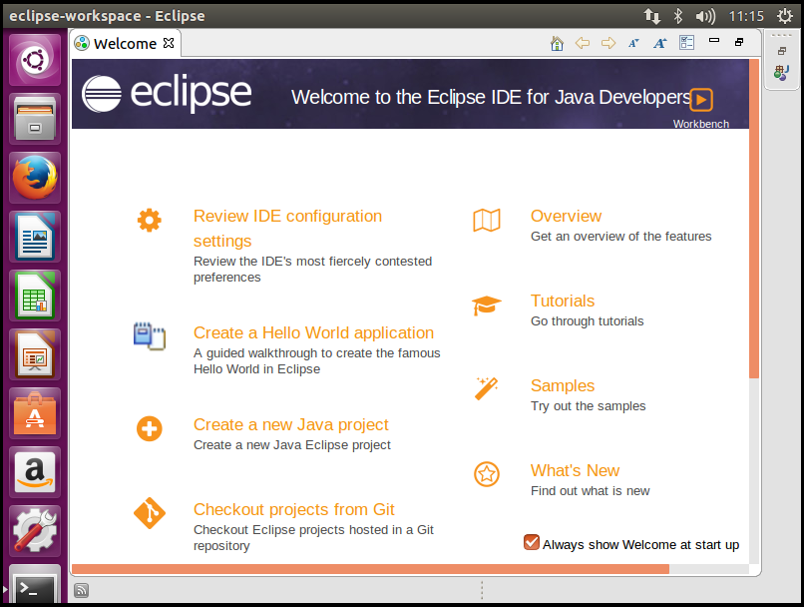 eclipse-workspace - Eclipse
11:15
Welcome
eclipse
Welcome to the Eclipse IDE for Java Developers
Workbench
Review IDE configuration
settings
Review the IDE's most fiercely contested
preferences
Create a Hello World application
A guided walkthrough to create the famous
Hello World in Eclipse
Create a new Java project
Create a new Java Eclipse project
Checkout projects from Git
Checkout Eclipse projects hosted in a Git
repository
Overview
Get an overview of the features
Tutorials
Go through tutorials
Samples
Try out the samples
What's New
Find out what is new
Always show Welcome at start up